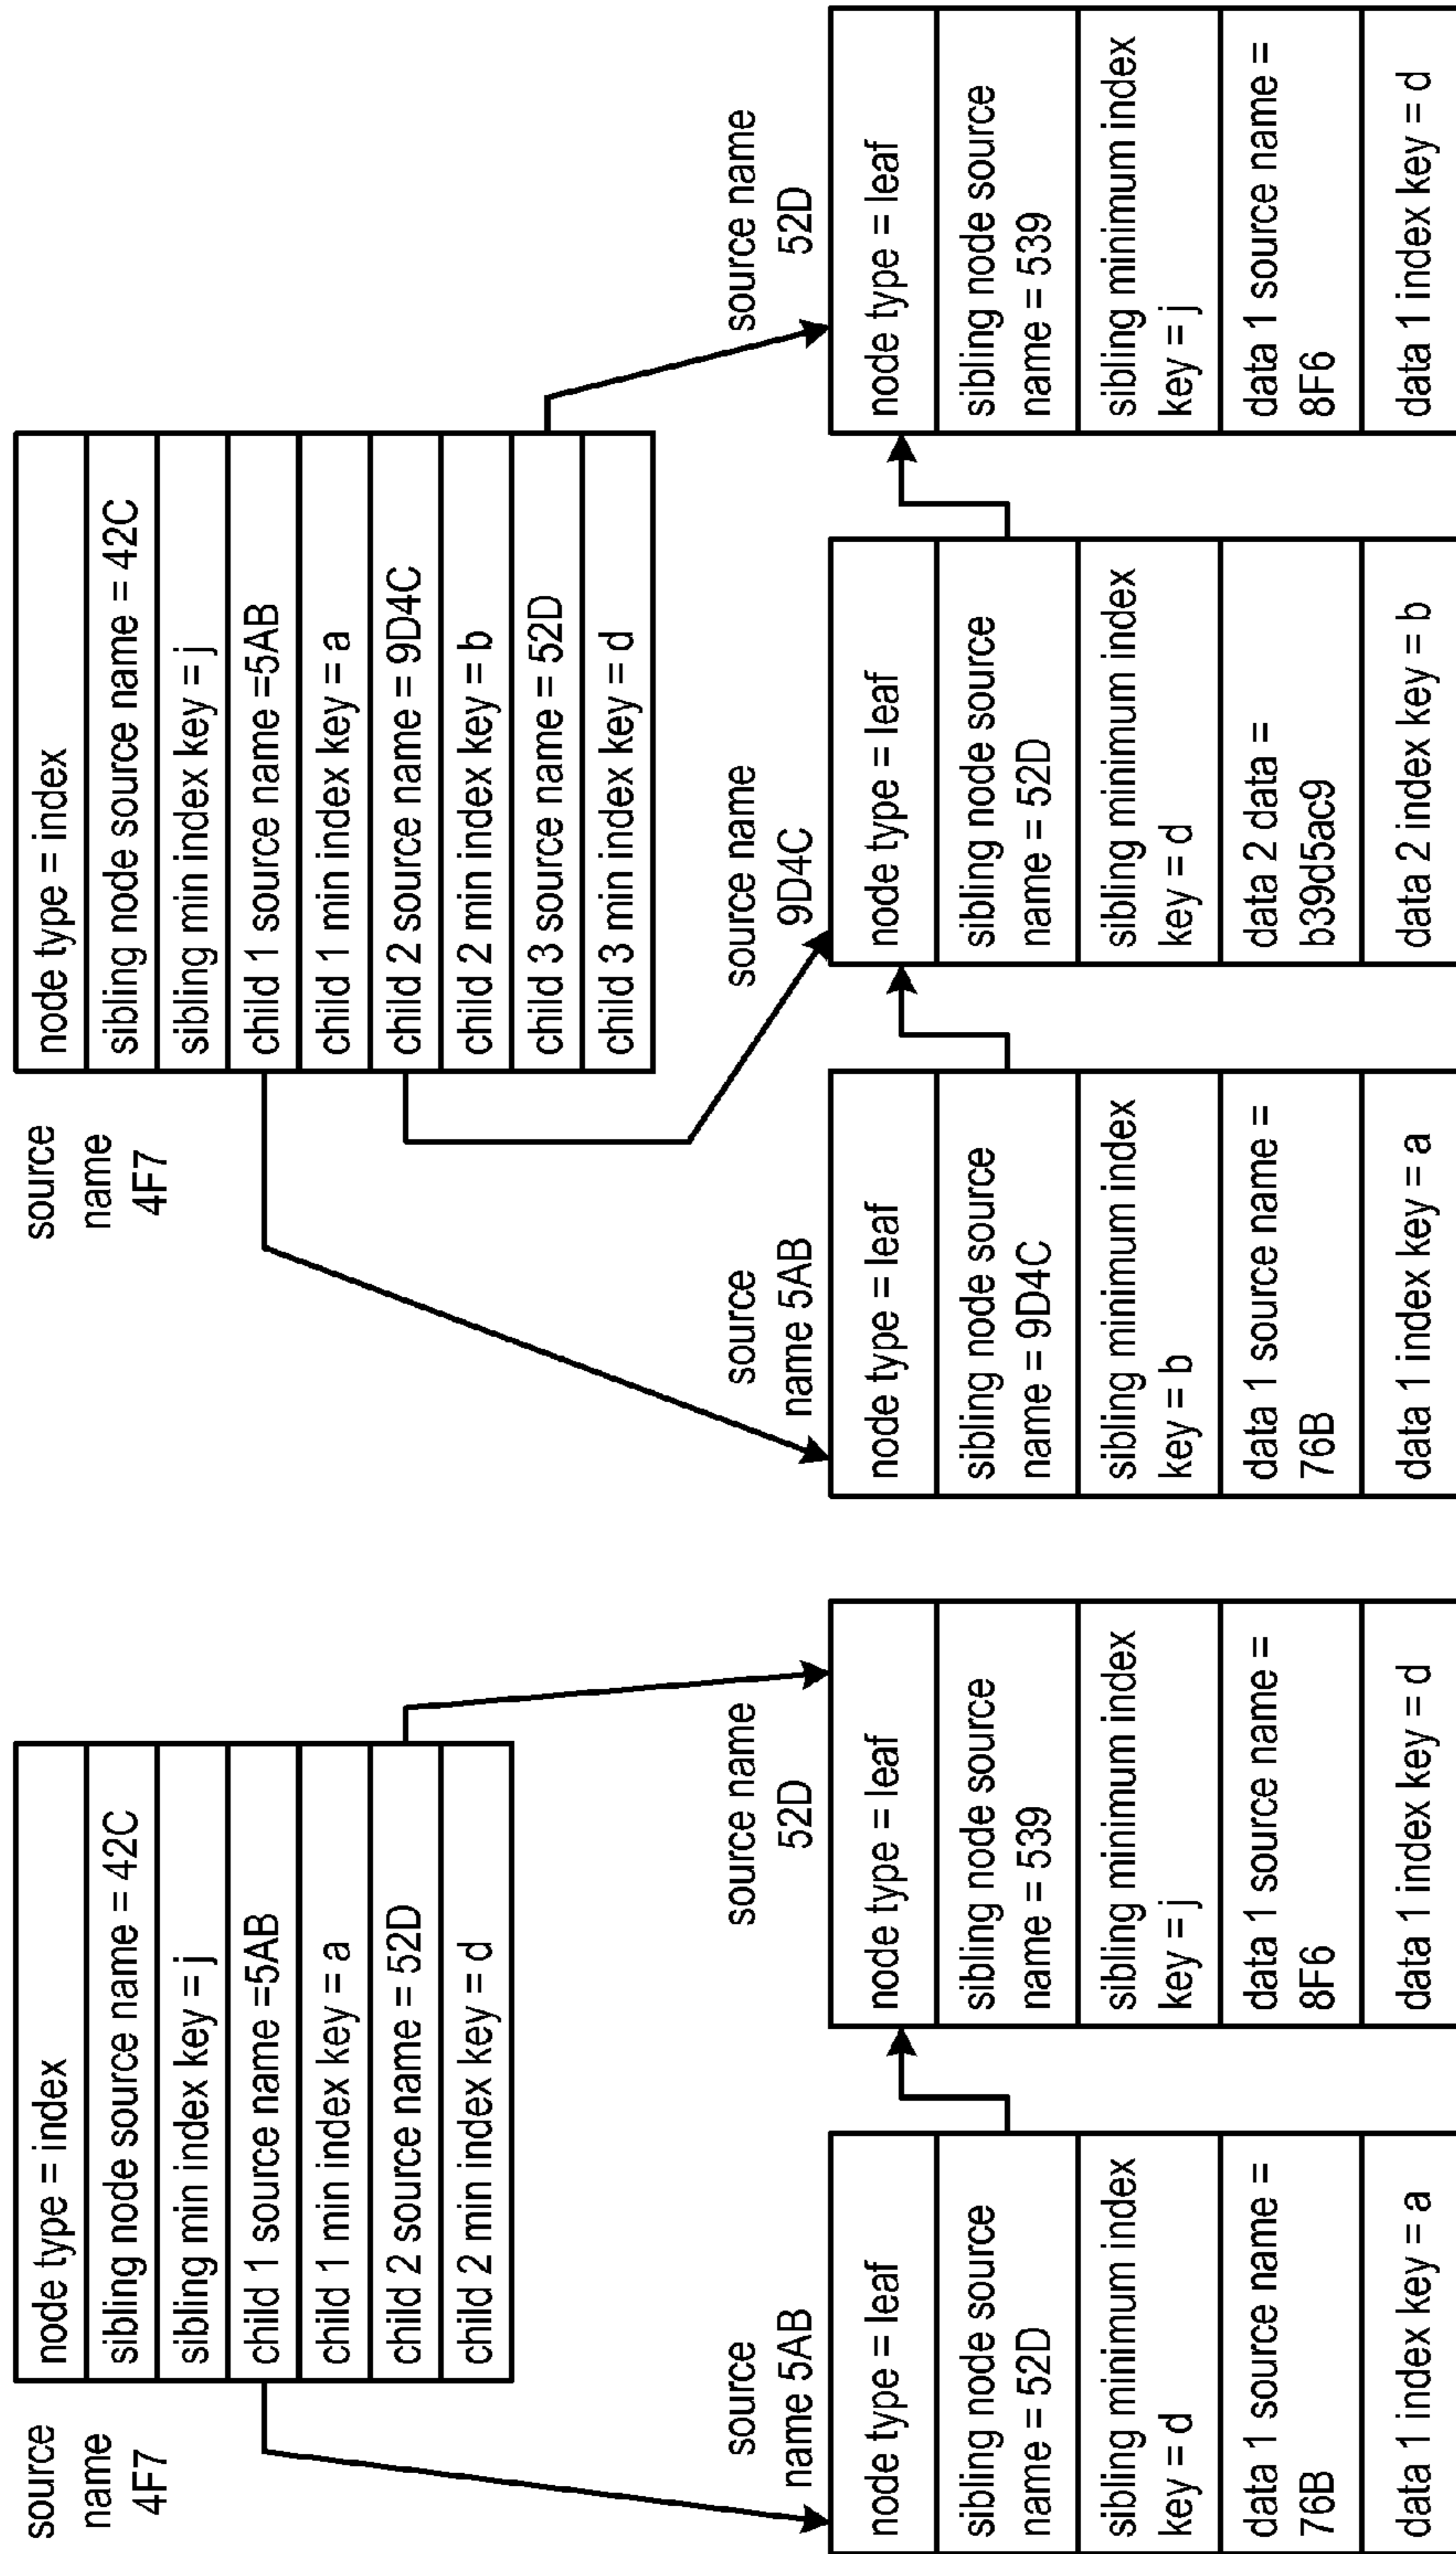 source
name
4F7
node type = index
sibling node source name = 42C
sibling min index key = j
child 1 source name =5AB
child 1 min index key = a
child 2 source name = 52D
child 2 min index key = d
source
name 5AB
node type = leaf
sibling node source
name = 52D
sibling minimum index
key = d
data 1 source name =
76B
data 1 index key = a
source name
52D
node type = leaf
sibling node source
name = 539
sibling minimum index
key = j
data 1 source name =
8F6
data 1 index key = d
source
name
4F7
node type = index
sibling node source name = 42C
sibling min index key = j
child 1 source name =5AB
child 1 min index key = a
child 2 source name = 9D4C
child 2 min index key = b
child 3 source name = 52D
child 3 min index key = d
source
name 5AB
node type = leaf
sibling node source
name = 9D4C
sibling minimum index
key = b
data 1 source name =
76B
data 1 index key = a
source name
9D4C
node type = leaf
sibling node source
name = 52D
sibling minimum index
key = d
data 2 data =
b39d5ac9
data 2 index key = b
source name
52D
node type = leaf
sibling node source
name = 539
sibling minimum index
key = j
data 1 source name =
8F6
data 1 index key = d